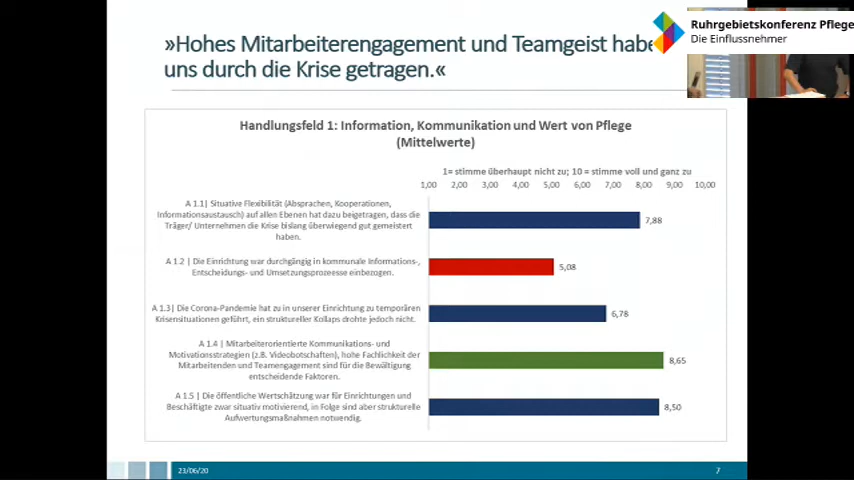 »Hohes Mitarbeiterengagement und Teamgeist habe
uns durch die Krise getragen.«
Ruhrgebietskonferenz Pflege
Die Einflussnehmer
Handlungsfeld 1: Information, Kommunikation und Wert von Pflege
(Mittelwerte)
1= stimme überhaupt nicht zu; 10 = stimme voll und ganz zu
1,00 2,00 3,00 4,00 5,00 6,00 7,00 8,00 9,00 10,00
A 1.1| Situative Flexibilität (Absprachen, Kooperationen,
Informationsaustausch) auf allen Ebenen hat dazu beigetragen, dass die
Träger/ Unternehmen die Krise bislang überwiegend gut gemeistert
haben.
7,88
A 1.2 | Die Einrichtung war durchgängig in kommunale Informations-,
Entscheidungs- und Umsetzungsprozeesse einbezogen.
5,08
A 1.3| Die Corona-Pandemie hat zu in unserer Einrichtung zu temporären
Krisensituationen geführt, ein struktureller Kollaps drohte jedoch nicht.
6,78
A 1.4 | Mitarbeiterorientierte Kommunikations- und
Motivationsstrategien (z.B. Videobotschaften), hohe Fachlichkeit der
Mitarbeitenden und Teamengagement sind für die Bewältigung
entscheidende Faktoren.
8,65
A 1.5 | Die öffentliche Wertschätzung war für Einrichtungen und
Beschäftigte zwar situativ motivierend, in Folge sind aber strukturelle
Aufwertungsmaßnahmen notwendig.
8,50
23/06/20
7